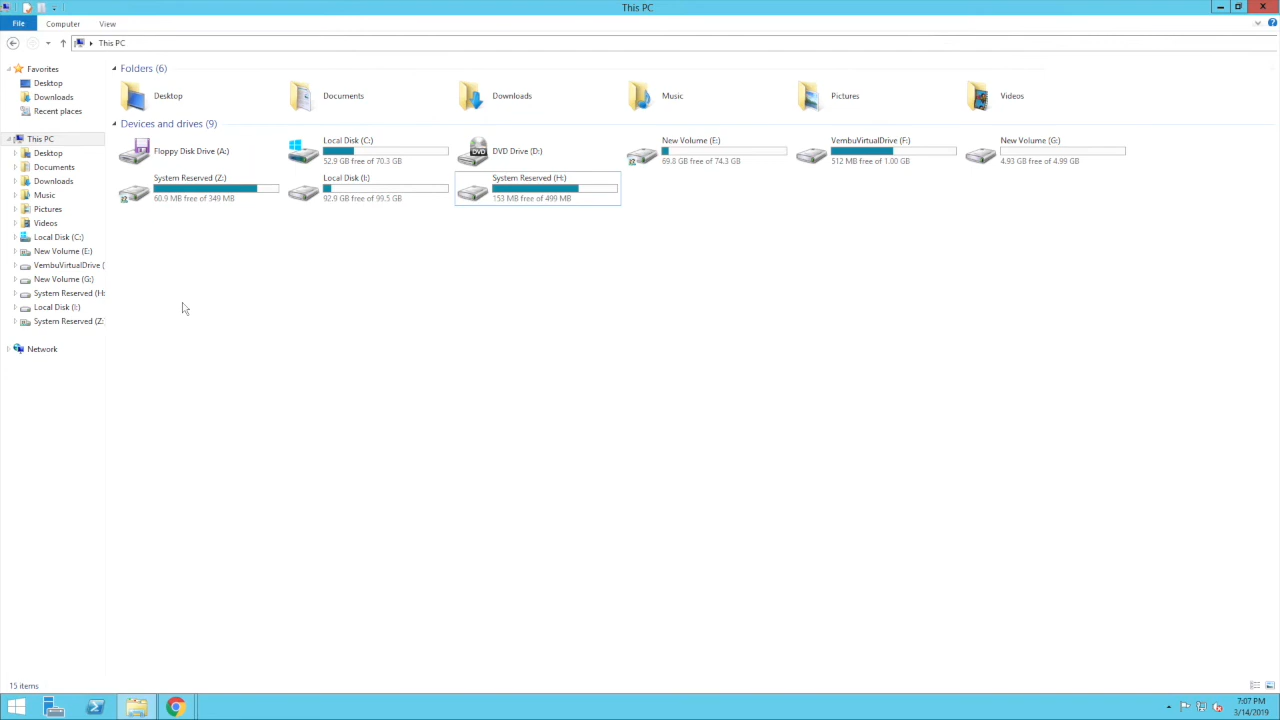 This PC
File
Computer
View
This PC
Favorites
Desktop
Downloads
Recent places
This PC
Desktop
Documents
Downloads
Music
Pictures
Videos
Local Disk (C:)
New Volume (E:)
VembuVirtualDrive (
New Volume (G:)
System Reserved (H:
Local Disk (I:)
System Reserved (Z:
Network
Folders (6)
Desktop
Documents
Downloads
Music
Pictures
Videos
Devices and drives (9)
Floppy Disk Drive (A:)
Local Disk (C:)
52.9 GB free of 70.3 GB
DVD
DVD Drive (D:)
New Volume (E:)
69.8 GB free of 74.3 GB
VembuVirtualDrive (F:)
512 MB free of 1.00 GB
New Volume (G:)
4.93 GB free of 4.99 GB
System Reserved (Z:)
60.9 MB free of 349 MB
Local Disk (I:)
92.9 GB free of 99.5 GB
System Reserved (H:)
153 MB free of 499 MB
15 items
7:07 PM
3/14/2019